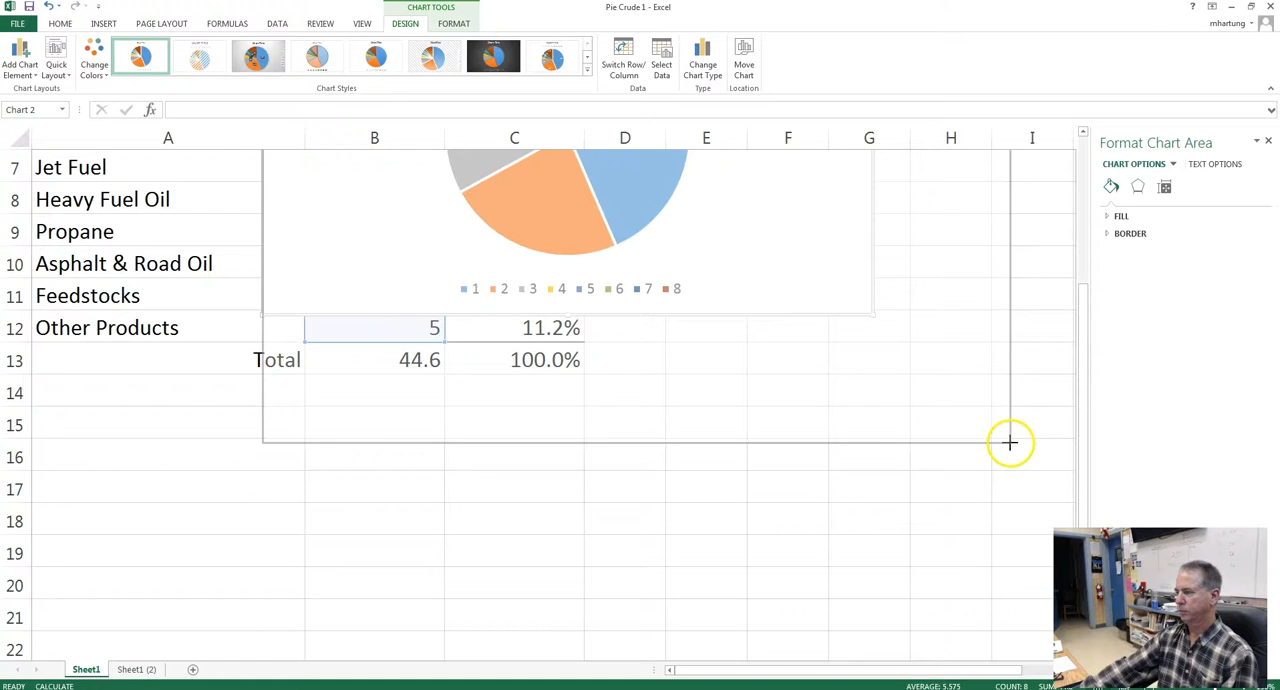 CHART TOOLS
Pie Crude 1 - Excel
FILE HOME INSERT PAGE LAYOUT FORMULAS DATA REVIEW VIEW DESIGN FORMAT
mhartung
Add Chart Element
Quick Layout
Change Colors
Switch Row/ Column
Select Data
Change Chart Type
Move Chart
Chart Layouts
Chart Styles
Data
Type
Location
Chart 2
fx
A B C D E F G H I
7 Jet Fuel
8 Heavy Fuel Oil
9 Propane
10 Asphalt & Road Oil
11 Feedstocks
1 2 3 4 5 6 7 8
12 Other Products 5 11.2%
13 Total 44.6 100.0%
14
15
16
17
18
19
20
21
22
Format Chart Area
CHART OPTIONS TEXT OPTIONS
FILL
BORDER
Sheet1 Sheet1 (2)
READY CALCULATE AVERAGE: 5.575 COUNT: 8